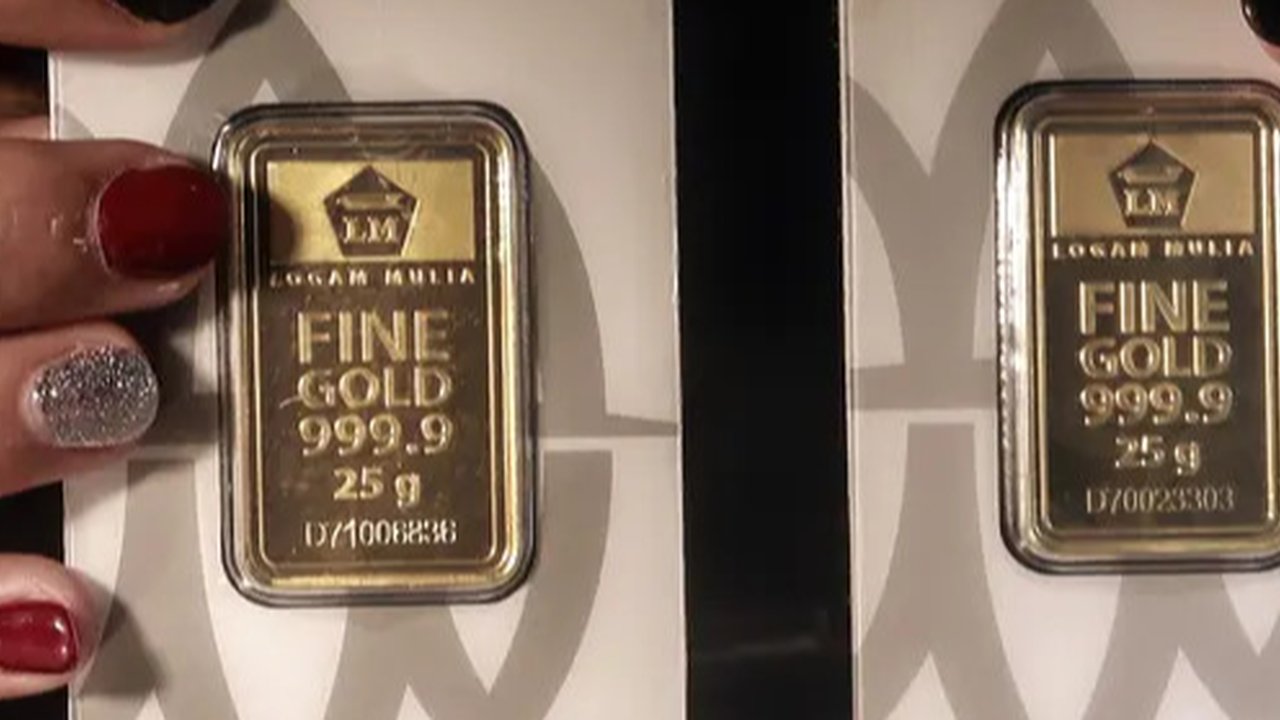 LM
LOGAM MULIA
FINE
GOLD
999.9
25 g
D71006836
LM
LOGAM MULIA
FINE
GOLD
999.9
25 g
D70023303